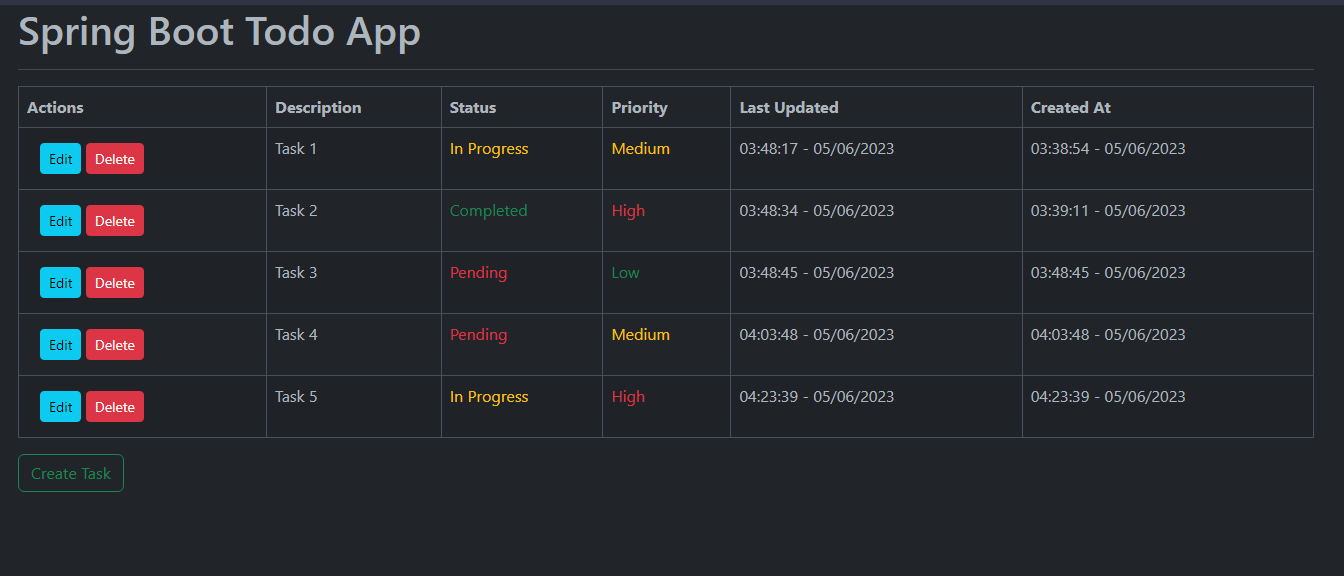 Spring Boot Todo App
Actions Description Status Priority Last Updated Created At
Edit Delete Task 1 In Progress Medium 03:48:17 - 05/06/2023 03:38:54 - 05/06/2023
Edit Delete Task 2 Completed High 03:48:34 - 05/06/2023 03:39:11 - 05/06/2023
Edit Delete Task 3 Pending Low 03:48:45 - 05/06/2023 03:48:45 - 05/06/2023
Edit Delete Task 4 Pending Medium 04:03:48 - 05/06/2023 04:03:48 - 05/06/2023
Edit Delete Task 5 In Progress High 04:23:39 - 05/06/2023 04:23:39 - 05/06/2023
Create Task